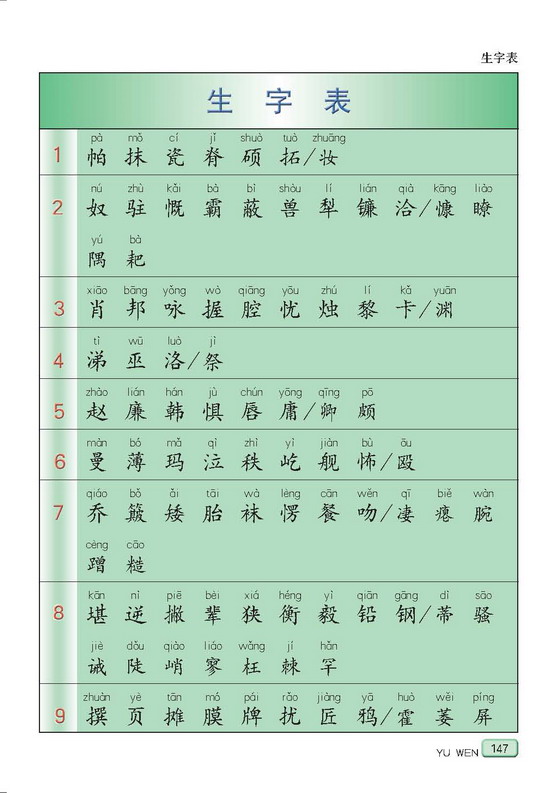 生字表
生 字 表
pà mǒ cí jǐ shuò tuò zhuāng
1 帕 抹 瓷 脊 硕 拓/妆
nú zhù kǎi bà bì shòu lí lián qià kāng liào
2 奴 驻 慨 霸 蔽 兽 犁 镰 洽/慷 瞭
yú bà
隅 耙
xiāo bāng yǒng wò qiāng yōu zhú lí kǎ yuān
3 肖 邦 咏 握 腔 忧 烛 黎 卡/渊
tì wū luò jì
4 涕 巫 洛/祭
zhào lián hán jù chún yōng qīng pō
5 赵 廉 韩 惧 唇 庸/卿 颇
màn bó mǎ qì zhì yì jiàn bù ōu
6 曼 薄 玛 泣 秩 屹 舰 怖/殴
qiáo bǒ ǎi tāi wà lèng cān wěn qī biě wàn
7 乔 簸 矮 胎 袜 愣 餐 吻/凄 瘪 腕
cèng cāo
蹭 糙
kān nì piē bèi xiá héng yì qiān gāng dì sāo
8 堪 逆 撇 辈 狭 衡 毅 铅 钢/蒂 骚
jiè dǒu qiào liáo wǎng jí hǎn
诫 陡 峭 寥 枉 棘 罕
zhuàn yè tān mó pái rǎo jiàng yā huò wěi píng
9 撰 页 摊 膜 牌 扰 匠 鸦/霍 萎 屏
YU WEN 147